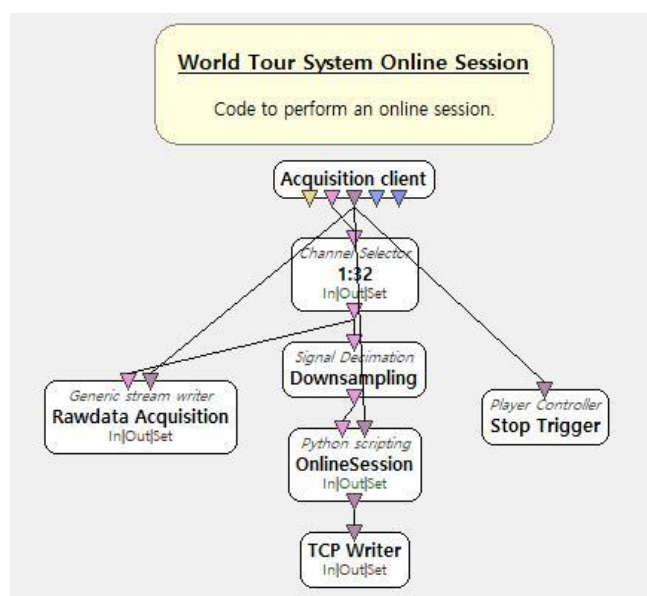 World Tour System Online Session
Code to perform an online session.
Acquisition client
Channel Selector
1:32
In|Out|Set
Signal Decimation
Downsampling
Generic stream writer
Rawdata Acquisition
In|Out|Set
Player Controller
Stop Trigger
Python scripting
OnlineSession
In|Out|Set
TCP Writer
In|Out|Set